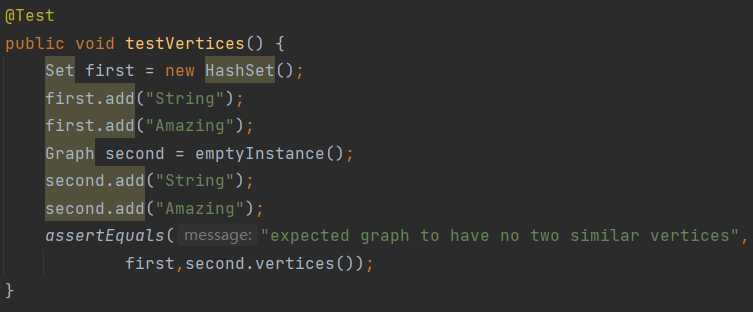 @Test
public void testVertices() {
Set first = new HashSet();
first.add("String");
first.add("Amazing");
Graph second = emptyInstance();
second.add("String");
second.add("Amazing");
assertEquals( message: "expected graph to have no two similar vertices",
first,second.vertices());
}